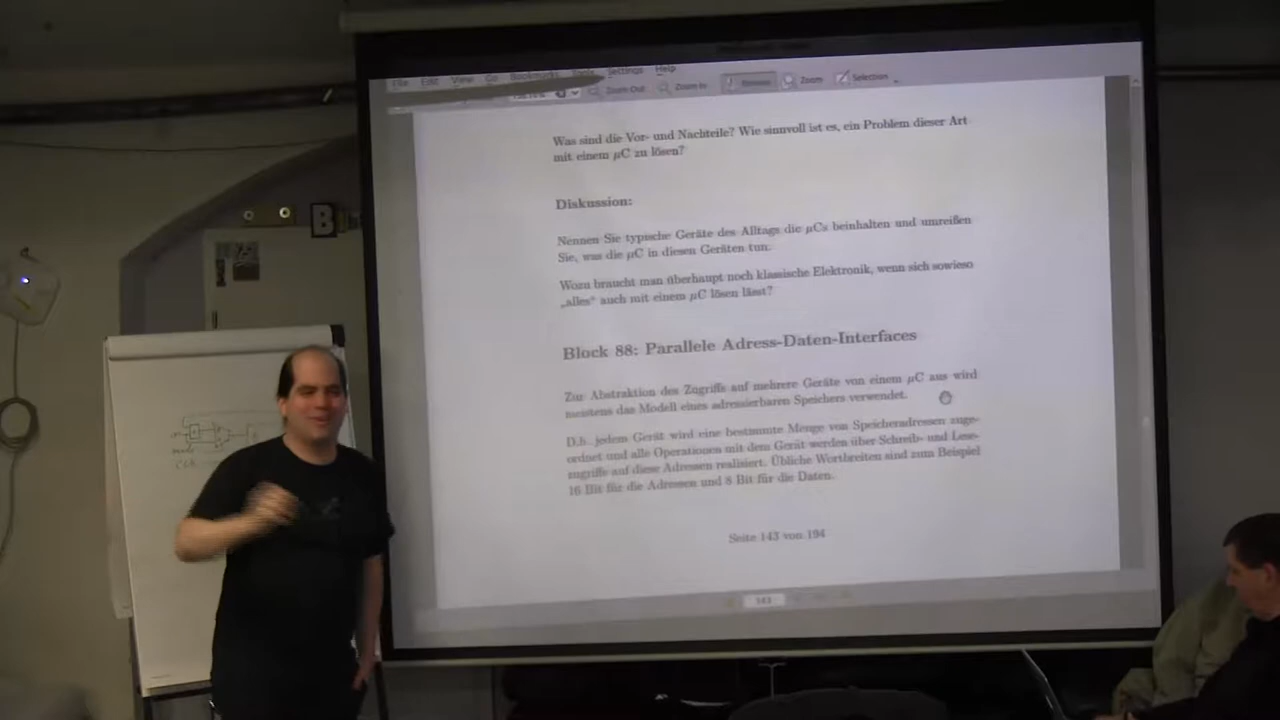 File Edit View Go Bookmarks Tools Settings Help
Zoom Out Zoom In Browse Zoom Selection
Was sind die Vor- und Nachteile? Wie sinnvoll ist es, ein Problem dieser Art
mit einem µC zu lösen?
Diskussion:
Nennen Sie typische Geräte des Alltags die µCs beinhalten und umreißen
Sie, was die µC in diesen Geräten tun.
Wozu braucht man überhaupt noch klassische Elektronik, wenn sich sowieso
„alles“ auch mit einem µC lösen lässt?
Block 88: Parallele Adress-Daten-Interfaces
Zur Abstraktion des Zugriffs auf mehrere Geräte von einem µC aus wird
meistens das Modell eines adressierbaren Speichers verwendet.
D.h. jedem Gerät wird eine bestimmte Menge von Speicheradressen zuge-
ordnet und alle Operationen mit dem Gerät werden über Schreib- und Lese-
zugriffe auf diese Adressen realisiert. Übliche Wortbreiten sind zum Beispiel
16 Bit für die Adressen und 8 Bit für die Daten.
Seite 143 von 194
143
B